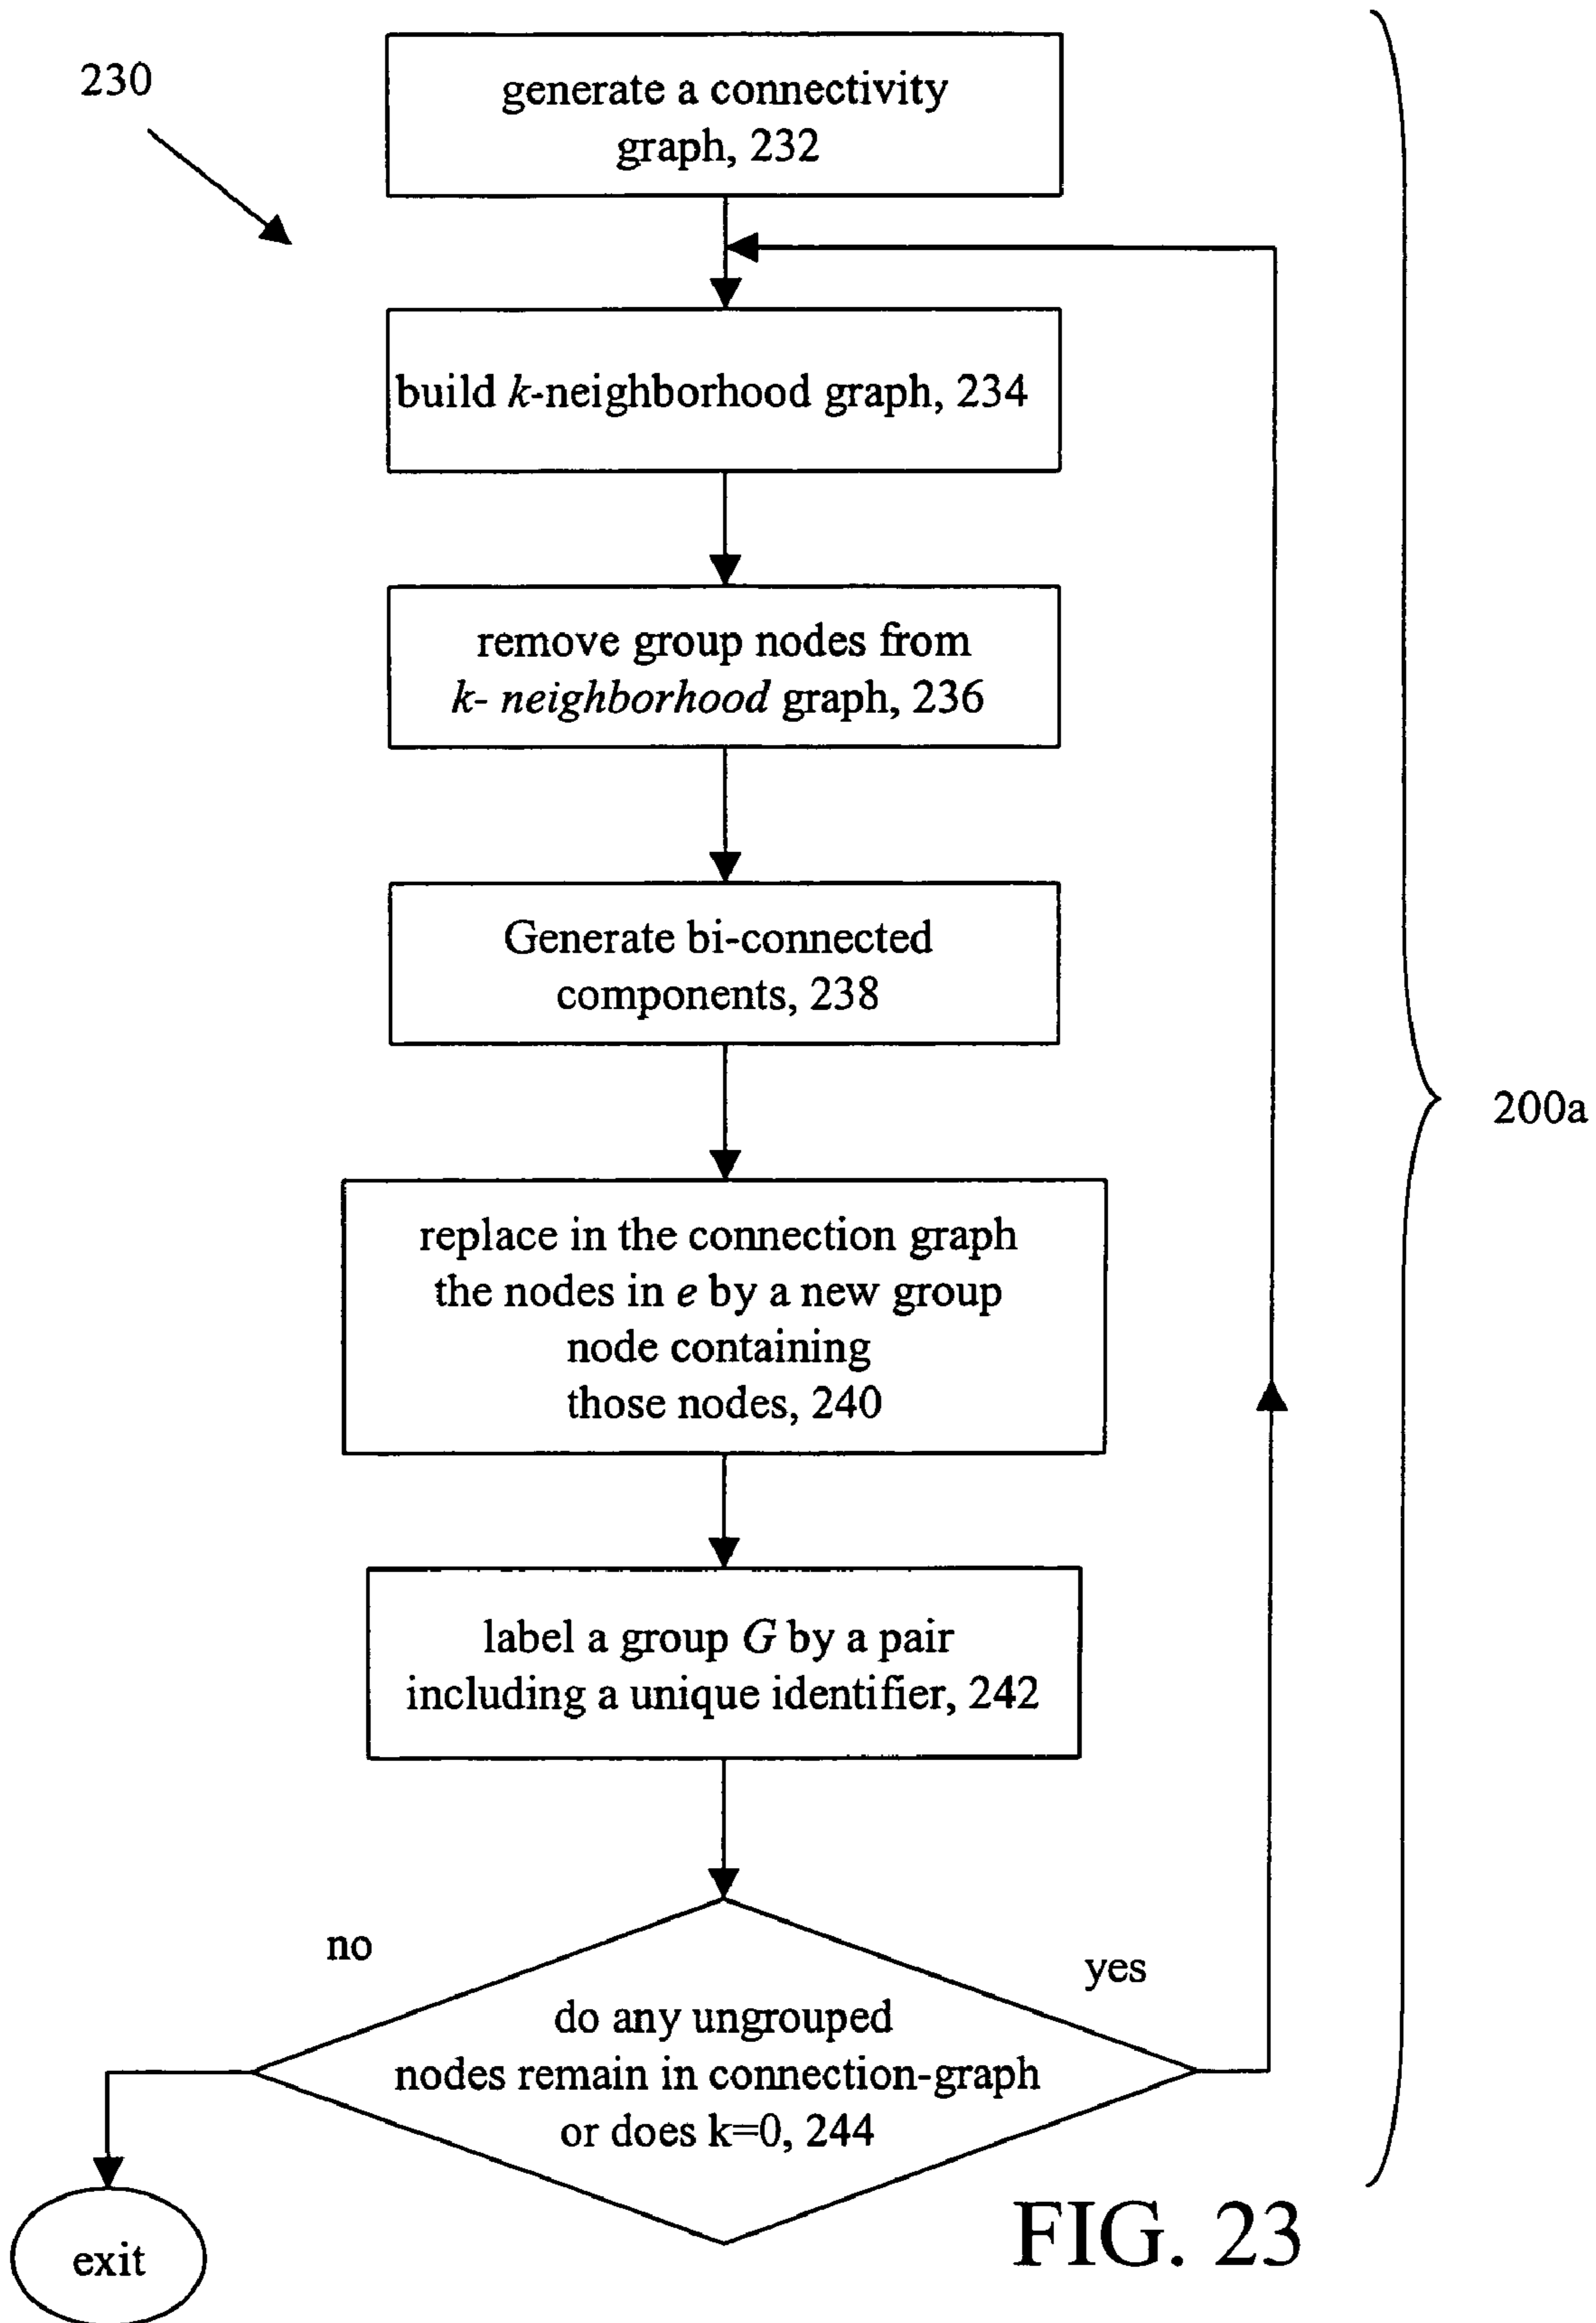 230
generate a connectivity
graph, 232
build k-neighborhood graph, 234
remove group nodes from
k- neighborhood graph, 236
Generate bi-connected
components, 238
200a
replace in the connection graph
the nodes in e by a new group
node containing
those nodes, 240
label a group G by a pair
including a unique identifier, 242
no
yes
do any ungrouped
nodes remain in connection-graph
or does k=0, 244
exit
FIG. 23